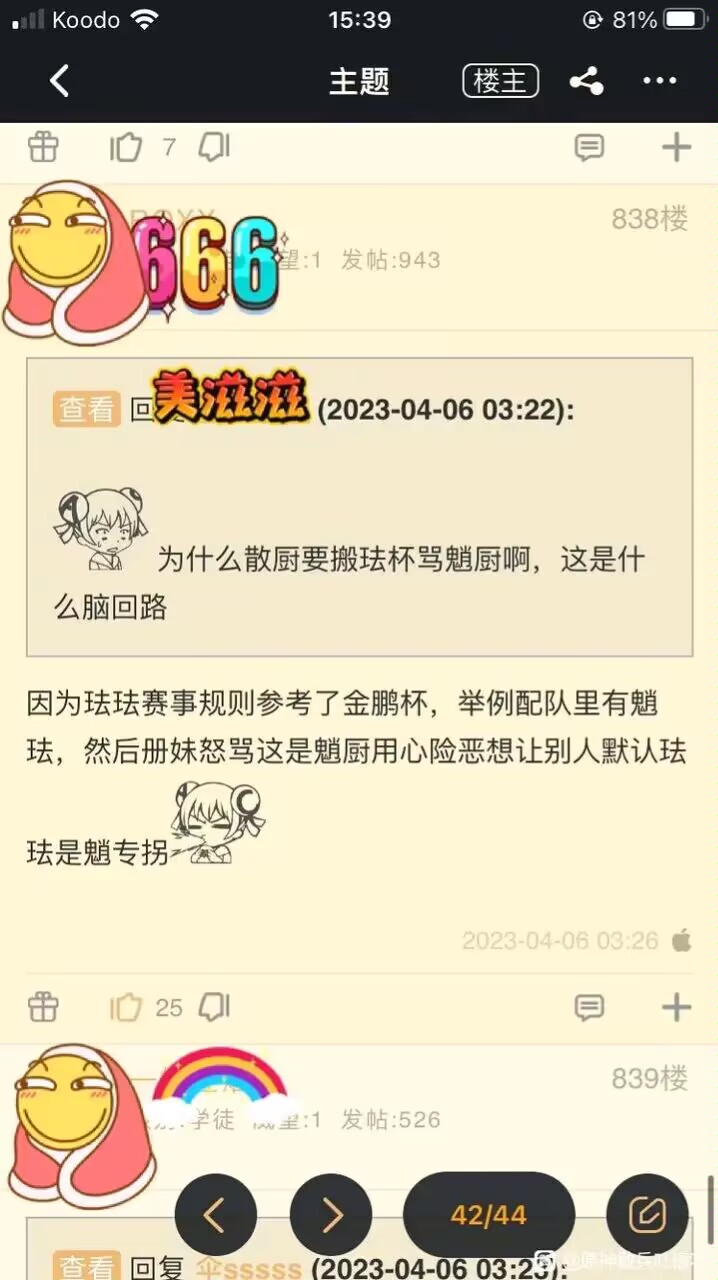 Koodo 15:39 81%
主题 楼主
7
ROXY 838楼
666
望:1 发帖:943
查看 回 美滋滋 (2023-04-06 03:22):
为什么散厨要搬珐杯骂魈厨啊，这是什
么脑回路
因为珐珐赛事规则参考了金鹏杯，举例配队里有魈
珐，然后册妹怒骂这是魈厨用心险恶想让别人默认珐
珐是魈专拐
2023-04-06 03:26
25
839楼
学徒 威望:1 发帖:526
42/44
查看 回复 伞sssss (2023-04-06 03:23):